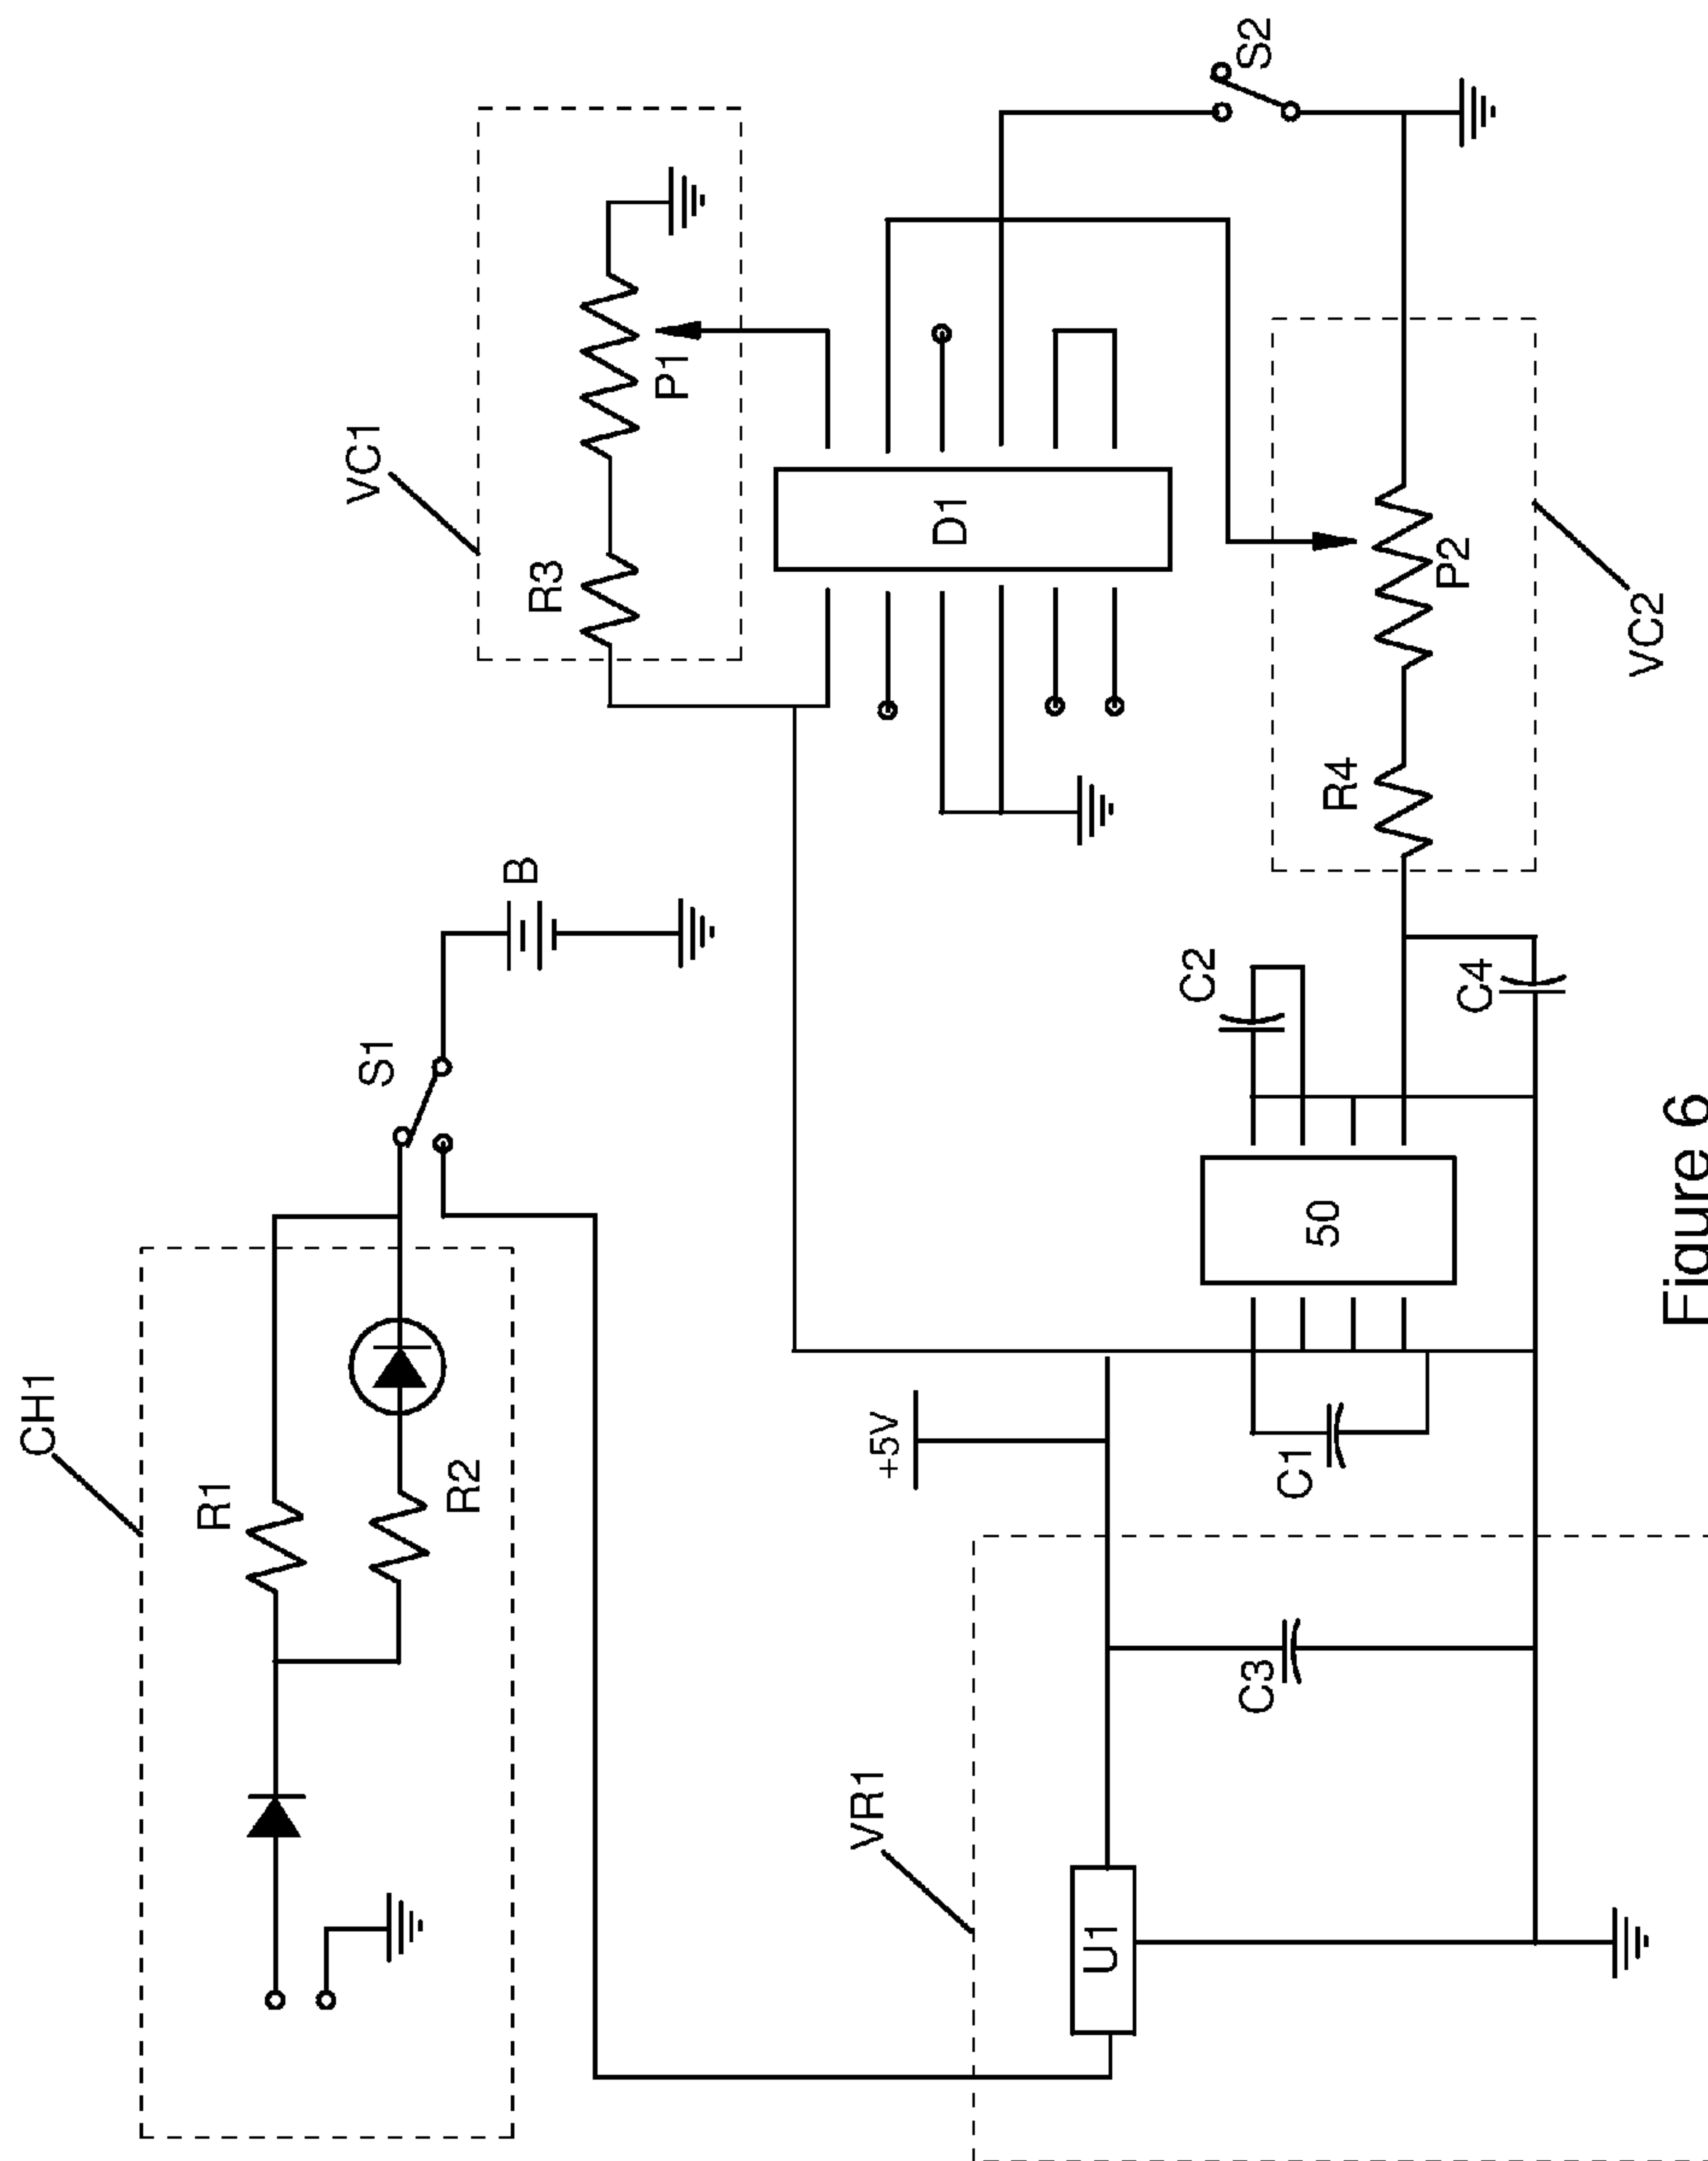 CH1
R1
R2
S1
B
VC1
R3
P1
D1
S2
VR1
U1
+5V
C3
C1
50
C2
C4
R4
P2
VC2
Figure 6